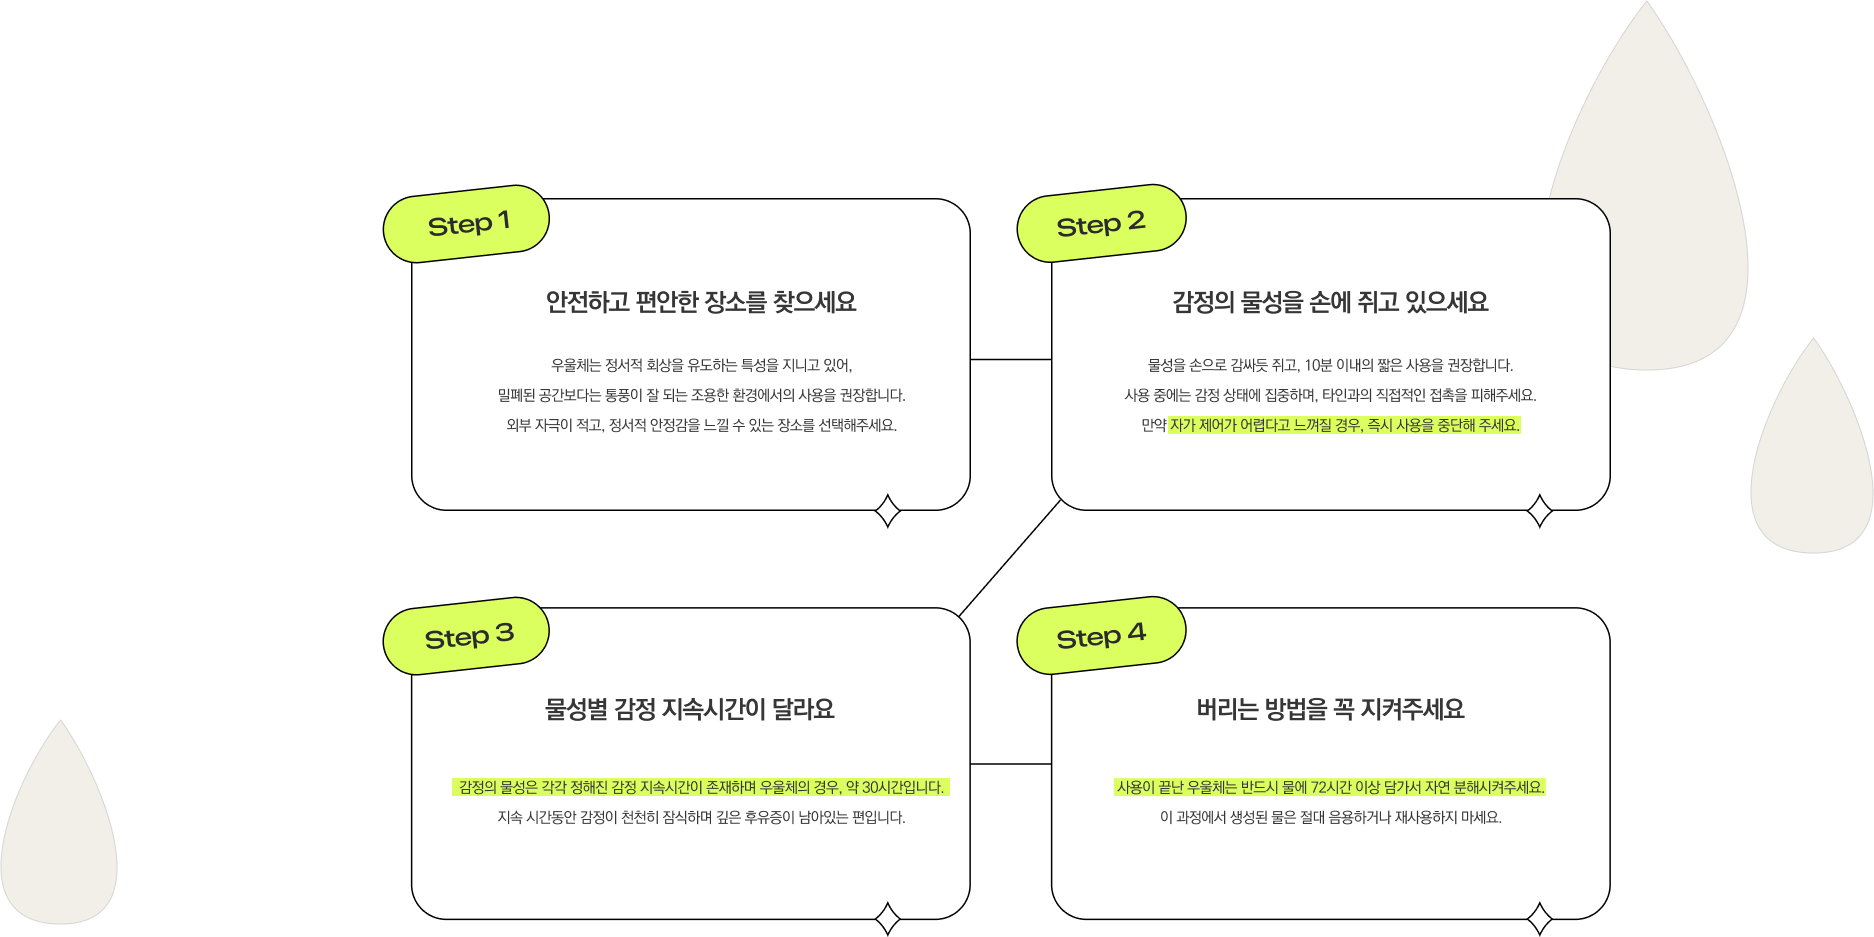 Step 1
안전하고 편안한 장소를 찾으세요
우울체는 정서적 회상을 유도하는 특성을 지니고 있어,
밀폐된 공간보다는 통풍이 잘 되는 조용한 환경에서의 사용을 권장합니다.
외부 자극이 적고, 정서적 안정감을 느낄 수 있는 장소를 선택해주세요.
Step 2
감정의 물성을 손에 쥐고 있으세요
물성을 손으로 감싸듯 쥐고, 10분 이내의 짧은 사용을 권장합니다.
사용 중에는 감정 상태에 집중하며, 타인과의 직접적인 접촉을 피해주세요.
만약 자가 제어가 어렵다고 느껴질 경우, 즉시 사용을 중단해 주세요.
Step 3
물성별 감정 지속시간이 달라요
감정의 물성은 각각 정해진 감정 지속시간이 존재하며 우울체의 경우, 약 30시간입니다.
지속 시간동안 감정이 천천히 잠식하며 깊은 후유증이 남아있는 편입니다.
Step 4
버리는 방법을 꼭 지켜주세요
사용이 끝난 우울체는 반드시 물에 72시간 이상 담가서 자연 분해시켜주세요.
이 과정에서 생성된 물은 절대 음용하거나 재사용하지 마세요.